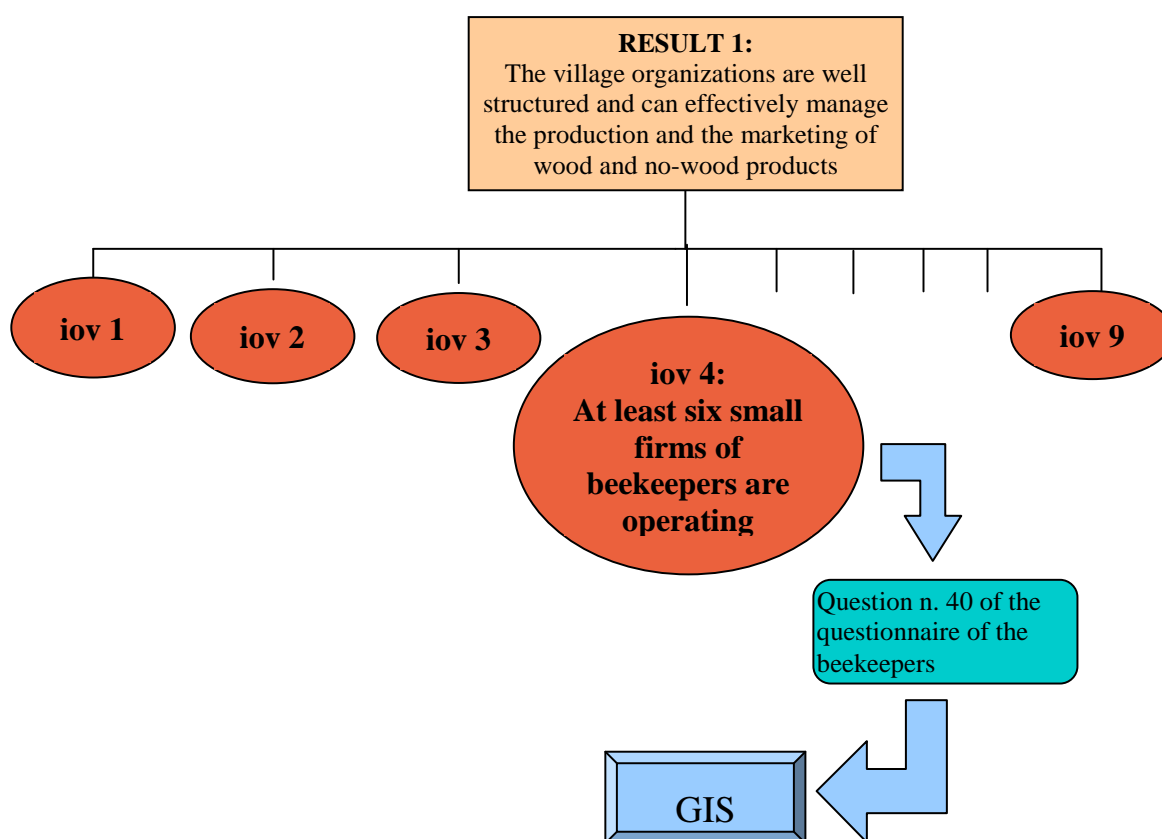 RESULT 1:
The village organizations are well
structured and can effectively manage
the production and the marketing of
wood and no-wood products
iov 1
iov 2
iov 3
iov 9
iov 4:
At least six small
firms of
beekeepers are
operating
Question n. 40 of the
questionnaire of the
beekeepers
GIS